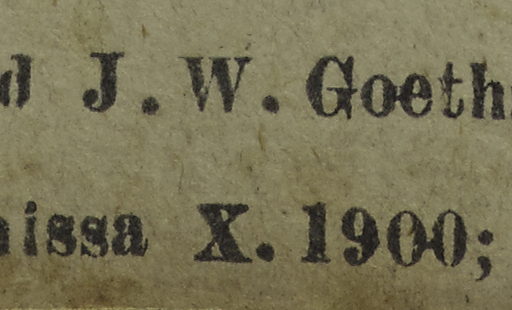 d J. W. Goeth
issa X. 1900;